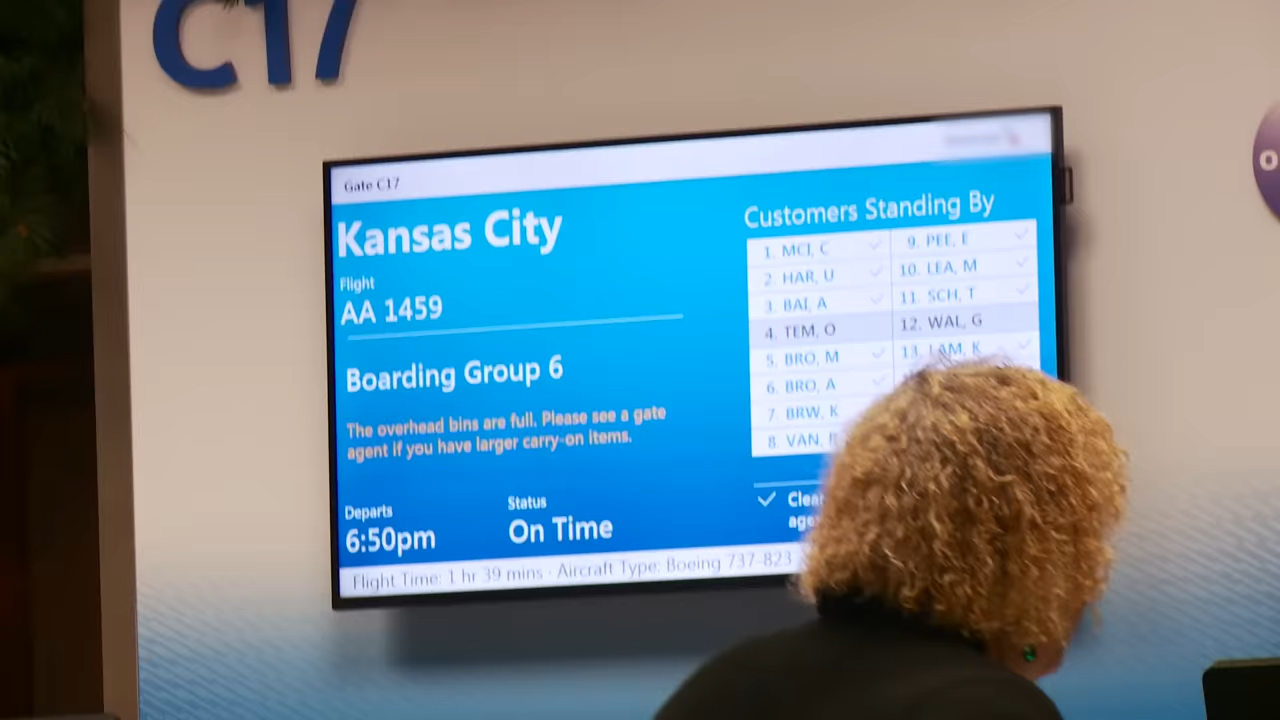 C17
Gate C17
Kansas City
Flight
AA 1459
Boarding Group 6
The overhead bins are full. Please see a gate
agent if you have larger carry-on items.
Departs
6:50pm
Status
On Time
Flight Time: 1 hr 39 mins · Aircraft Type: Boeing 737-823
Customers Standing By
1. MCI, C
2. HAR, U
3. BAI, A
4. TEM, O
5. BRO, M
6. BRO, A
7. BRW, K
8. VAN,
9. PEE, E
10. LEA, M
11. SCH, T
12. WAL, G
13. LAM, K